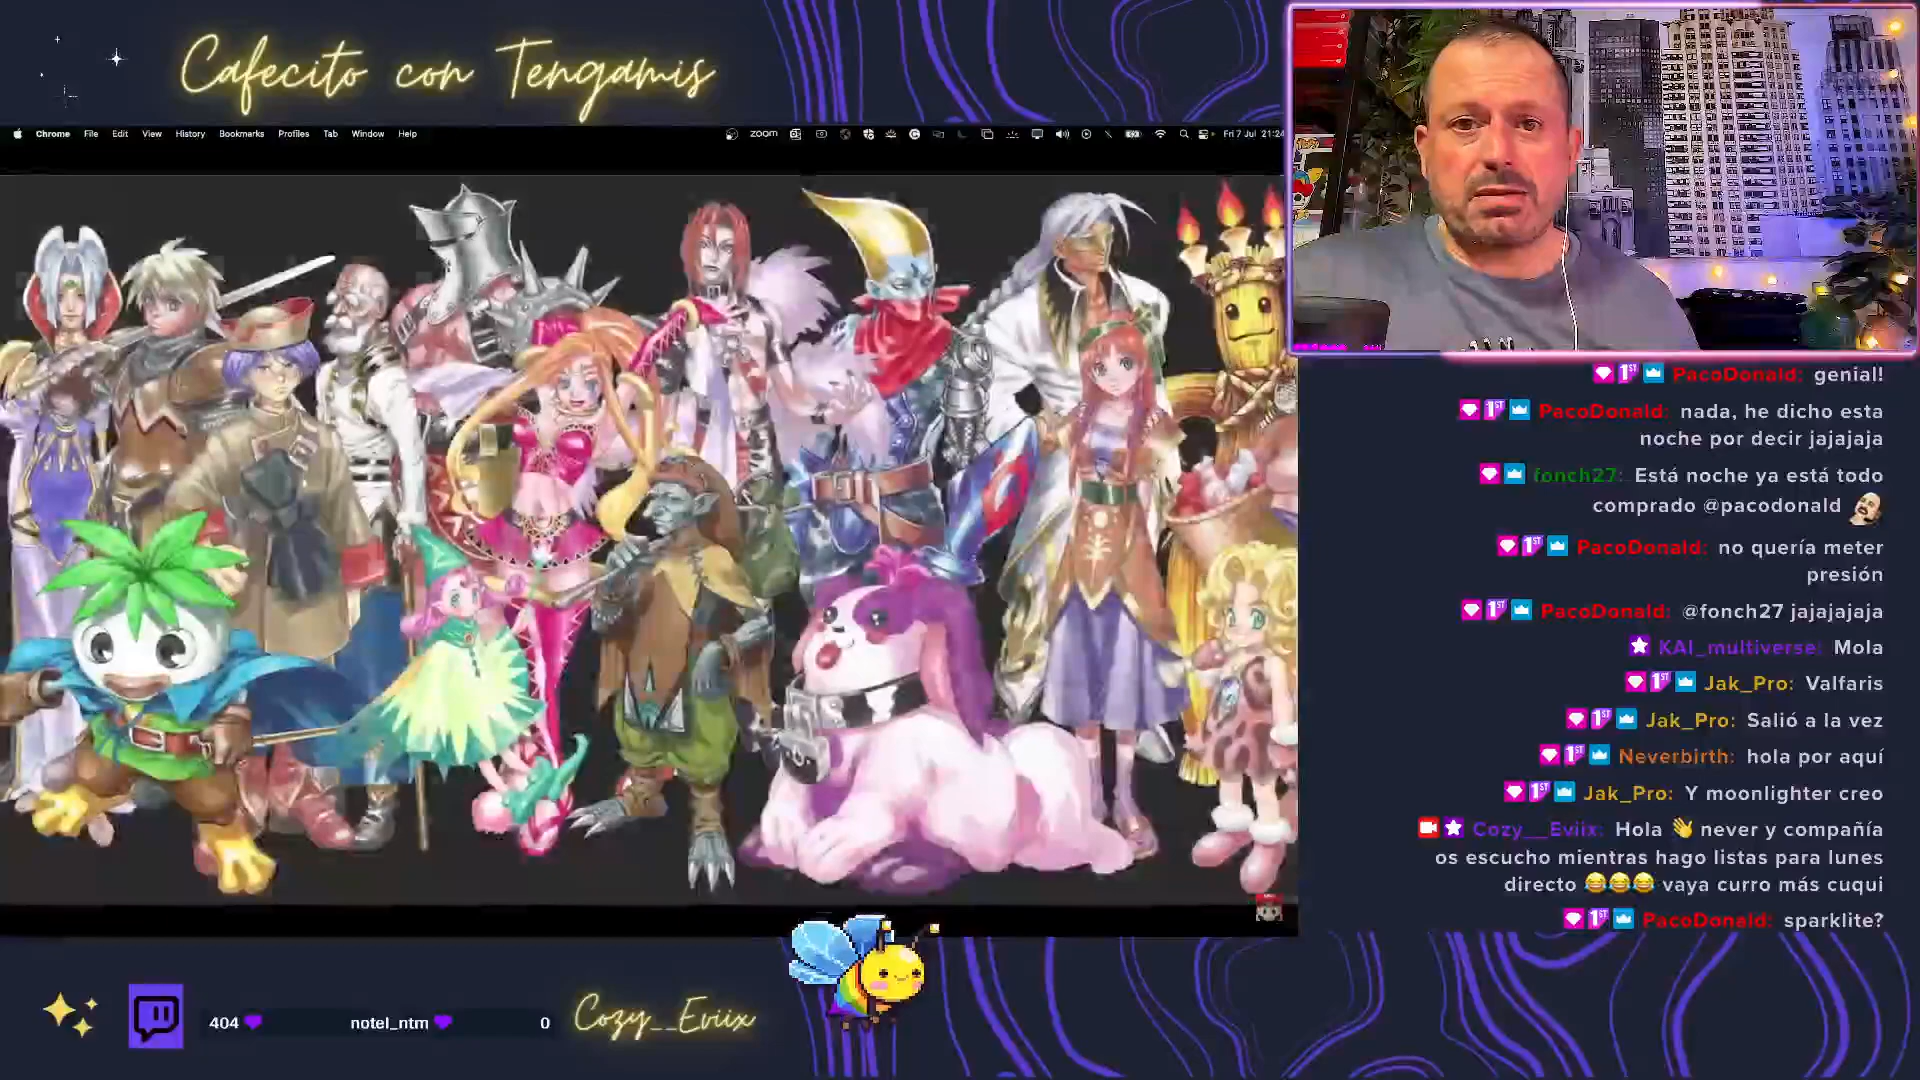 Cafecito con Tengamis
Chrome File Edit View History Bookmarks Profiles Tab Window Help
zoom Fri 7 Jul 21:24
PacoDonald: genial!
PacoDonald: nada, he dicho esta
noche por decir jajajaja
fonch27: Está noche ya está todo
comprado @pacodonald
PacoDonald: no quería meter
presión
PacoDonald: @fonch27 jajajajaja
KAI_multiverse: Mola
Jak_Pro: Valfaris
Jak_Pro: Salió a la vez
Neverbirth: hola por aquí
Jak_Pro: Y moonlighter creo
Cozy__Eviix: Hola 👋 never y compañía
os escucho mientras hago listas para lunes
directo 😂😂😂 vaya curro más cuqui
PacoDonald: sparklite?
404 💜 notel_ntm 💜 0
Cozy__Eviix